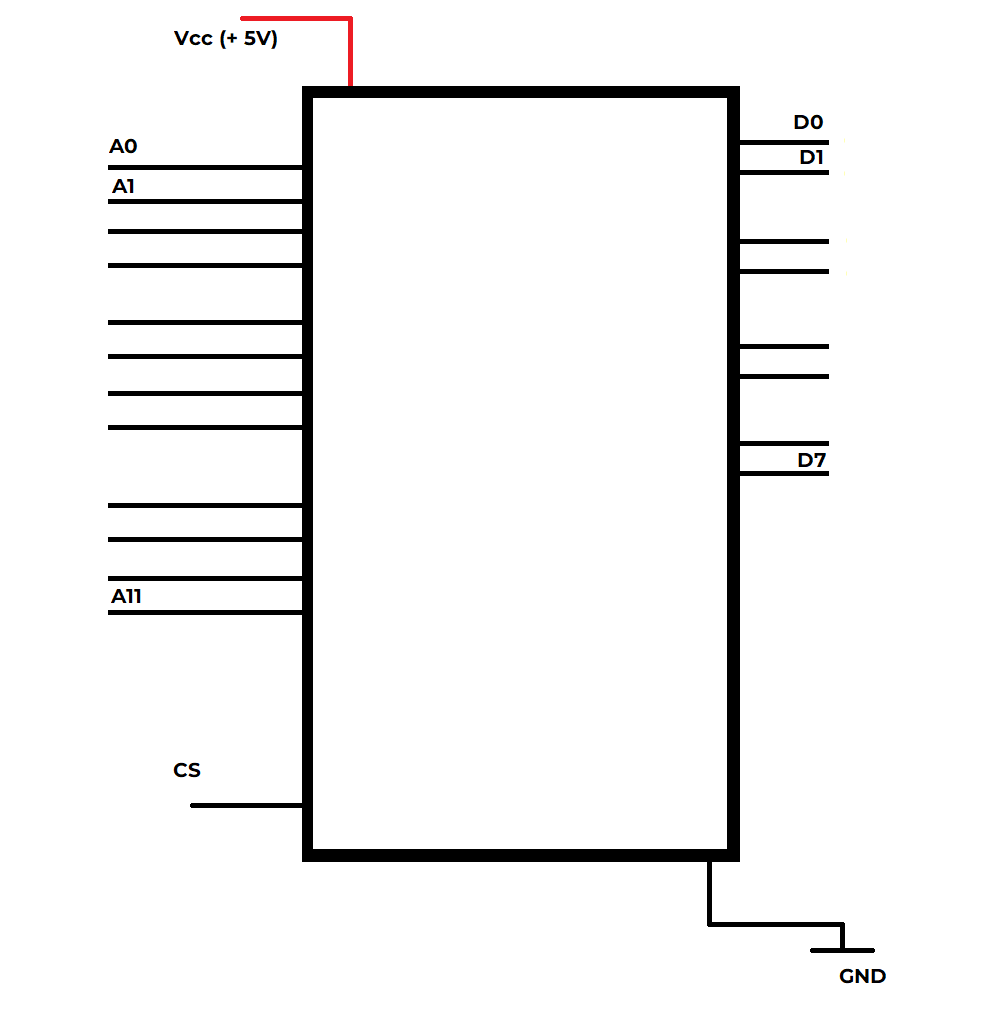 Vcc (+ 5V)
A0
A1
A11
CS
D0
D1
D7
GND